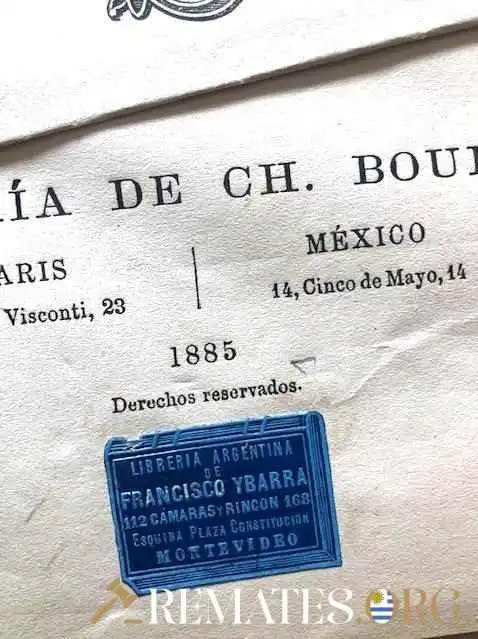 ÍA DE CH. BOU
ARIS
Visconti, 23
MÉXICO
14, Cinco de Mayo, 14
1885
Derechos reservados.
LIBRERIA ARGENTINA
DE
FRANCISCO YBARRA
112 CÁMARAS Y RINCON 168
ESQUINA PLAZA CONSTITUCION
MONTEVIDEO
REMATES.ORG